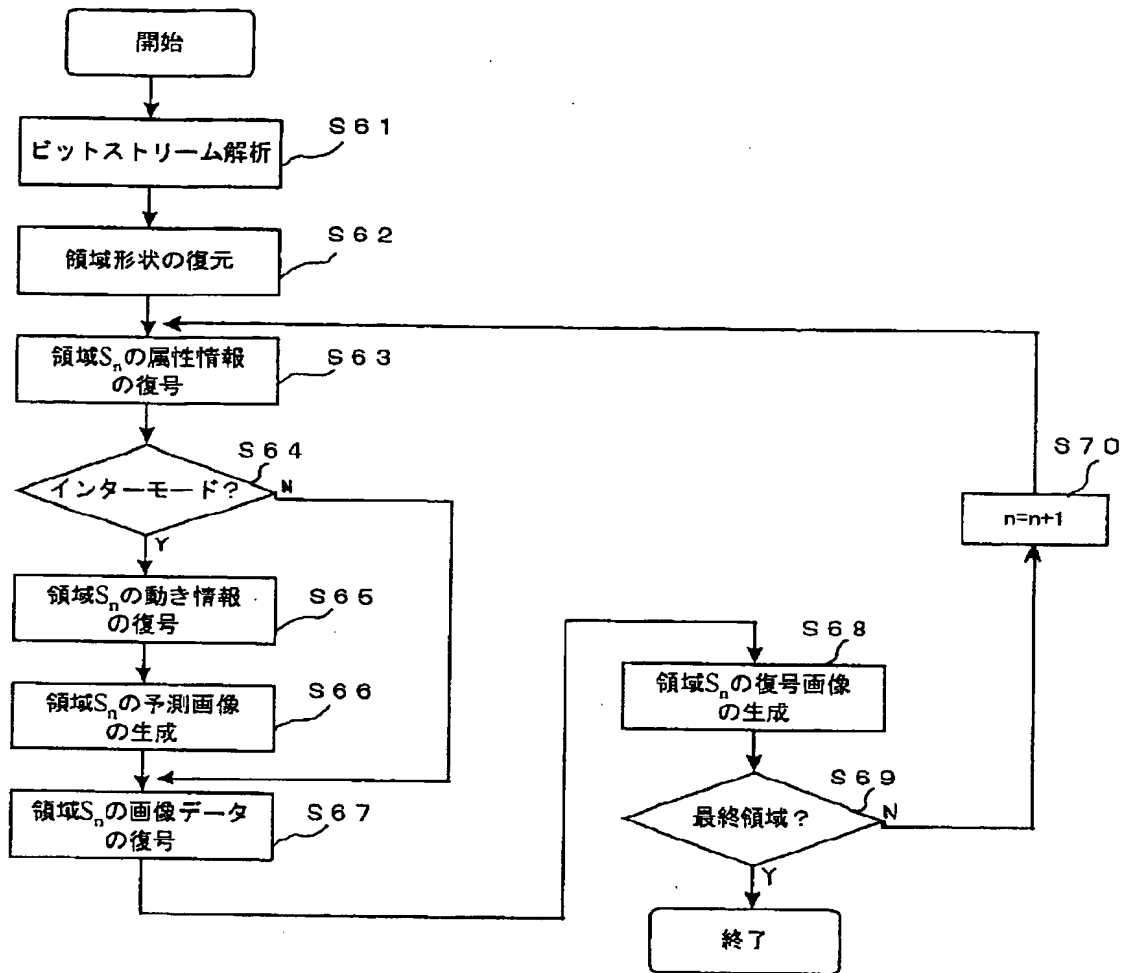 開始
S61
ビットストリーム解析
S62
領域形状の復元
領域Snの属性情報
の復号
S63
S64
インターモード?
N
Y
領域Snの動き情報
の復号
S65
領域Snの予測画像
の生成
S66
領域Snの画像データ
の復号
S67
S68
領域Snの復号画像
の生成
S69
最終領域?
N
Y
終了
S70
n=n+1